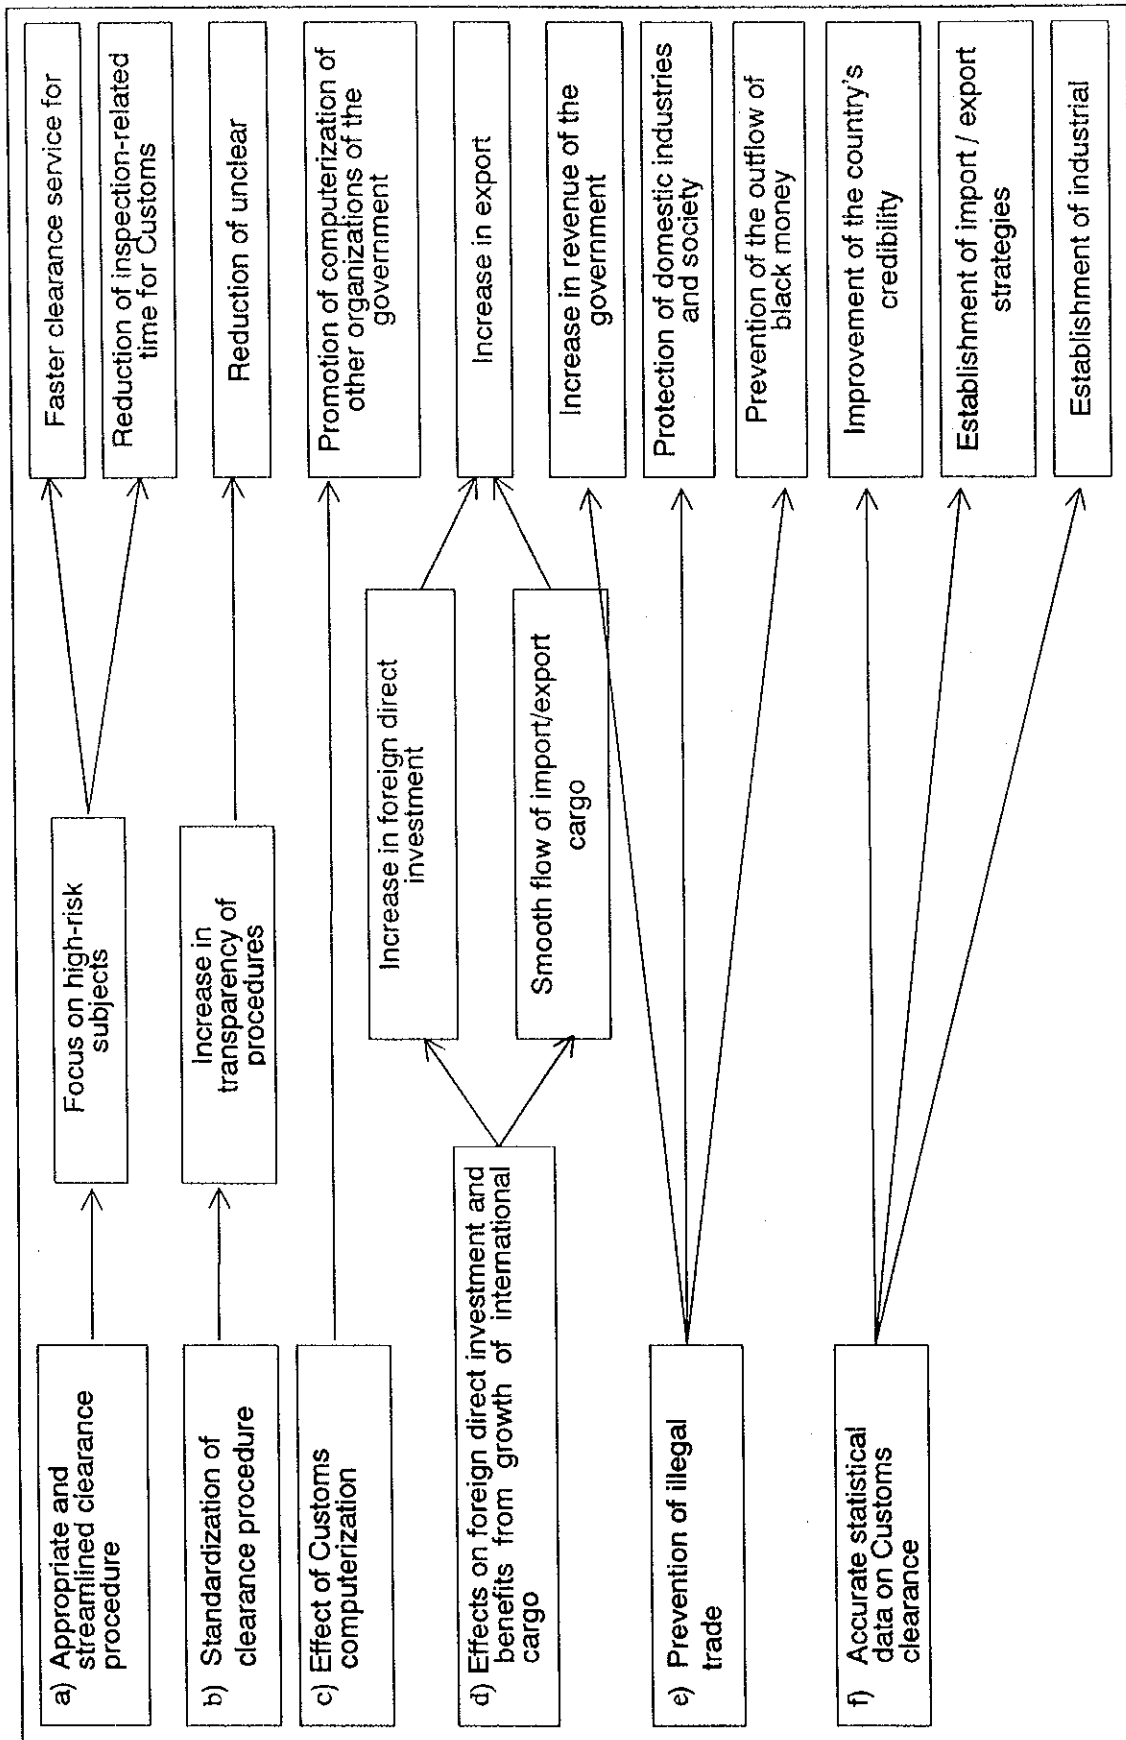 a) Appropriate and
streamlined clearance
procedure
Focus on high-risk
subjects
Faster clearance service for
Reduction of inspection-related
time for Customs
b) Standardization of
clearance procedure
Increase in
transparency of
procedures
Reduction of unclear
c) Effect of Customs
computerization
Promotion of computerization of
other organizations of the
government
d) Effects on foreign direct investment and
benefits from growth of international
cargo
Increase in foreign direct
investment
Smooth flow of import/export
cargo
Increase in export
e) Prevention of illegal
trade
Increase in revenue of the
government
Protection of domestic industries
and society
Prevention of the outflow of
black money
f) Accurate statistical
data on Customs
clearance
Improvement of the country's
credibility
Establishment of import / export
strategies
Establishment of industrial